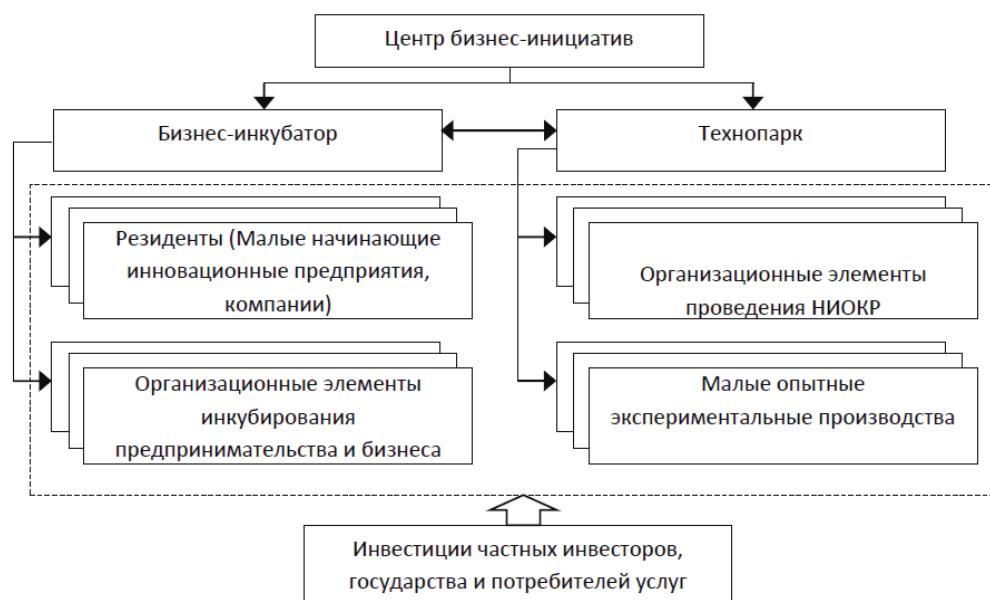 Центр бизнес-инициатив
Бизнес-инкубатор
Технопарк
Резиденты (Малые начинающие
инновационные предприятия,
компании)
Организационные элементы
проведения НИОКР
Организационные элементы
инкубирования
предпринимательства и бизнеса
Малые опытные
экспериментальные производства
Инвестиции частных инвесторов,
государства и потребителей услуг